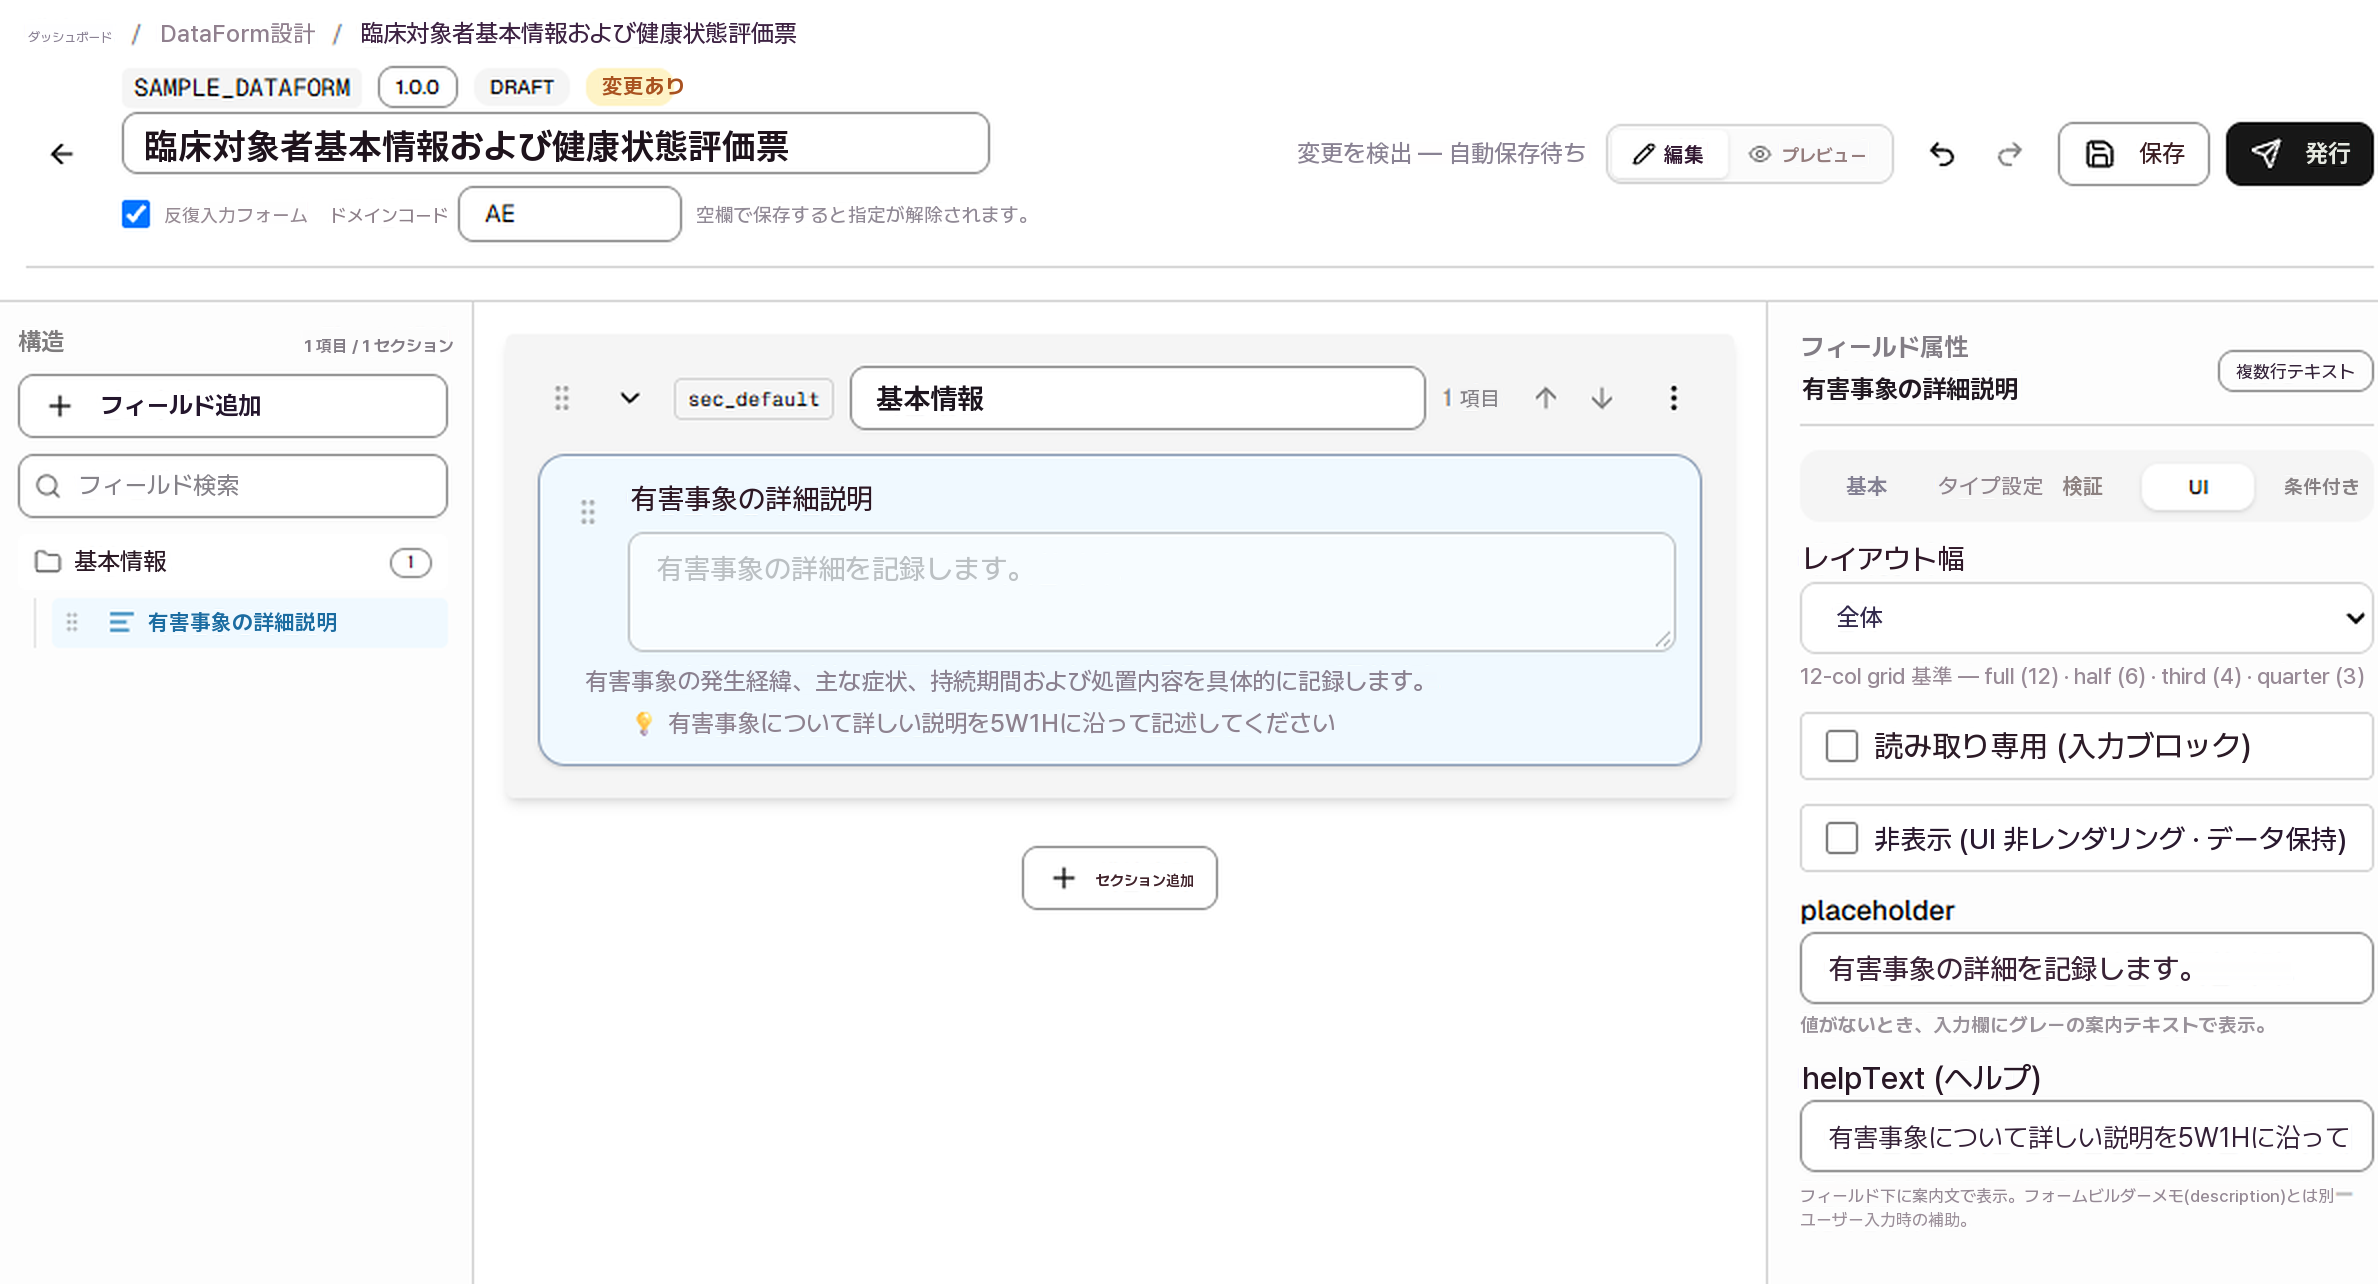 ダッシュボード / DataForm設計 / 臨床対象者基本情報および健康状態評価票
SAMPLE_DATAFORM 1.0.0 DRAFT 変更あり
臨床対象者基本情報および健康状態評価票
変更を検出 — 自動保存待ち 編集 プレビュー 保存 発行
反復入力フォーム ドメインコード AE 空欄で保存すると指定が解除されます。
構造 1 項目 / 1 セクション
フィールド追加
フィールド検索
基本情報 1
有害事象の詳細説明
sec_default 基本情報 1 項目
有害事象の詳細説明
有害事象の詳細を記録します。
有害事象の発生経緯、主な症状、持続期間および処置内容を具体的に記録します。
有害事象について詳しい説明を5W1Hに沿って記述してください
セクション追加
フィールド属性
有害事象の詳細説明 複数行テキスト
基本 タイプ設定 検証 UI 条件付き
レイアウト幅
全体
12-col grid 基準 — full (12) · half (6) · third (4) · quarter (3)
読み取り専用 (入力ブロック)
非表示 (UI 非レンダリング · データ保持)
placeholder
有害事象の詳細を記録します。
値がないとき、入力欄にグレーの案内テキストで表示。
helpText (ヘルプ)
有害事象について詳しい説明を5W1Hに沿って
フィールド下に案内文で表示。フォームビルダーメモ(description)とは別—
ユーザー入力時の補助。